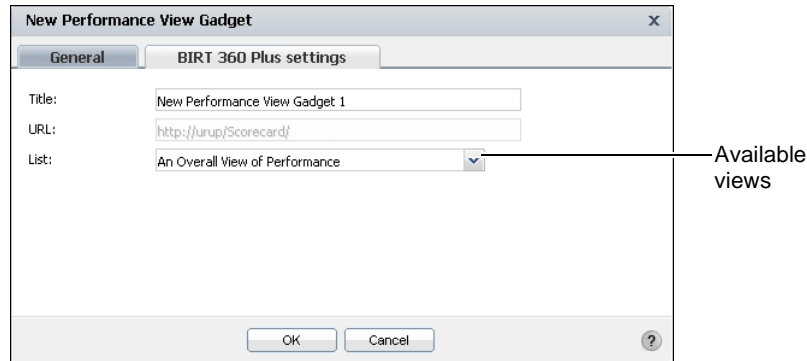 New Performance View Gadget x
General BIRT 360 Plus settings
Title: New Performance View Gadget 1
URL: http://urup/Scorecard/
List: An Overall View of Performance
Available
views
OK Cancel ?